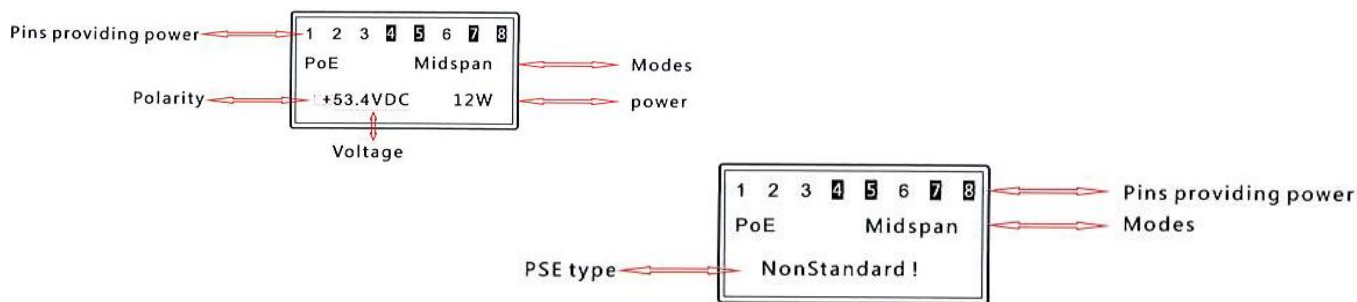 Pins providing power
1 2 3 4 5 6 7 8
PoE Midspan
Modes
Polarity
+53.4VDC 12W
power
Voltage
1 2 3 4 5 6 7 8
Pins providing power
PoE Midspan
Modes
PSE type
NonStandard !